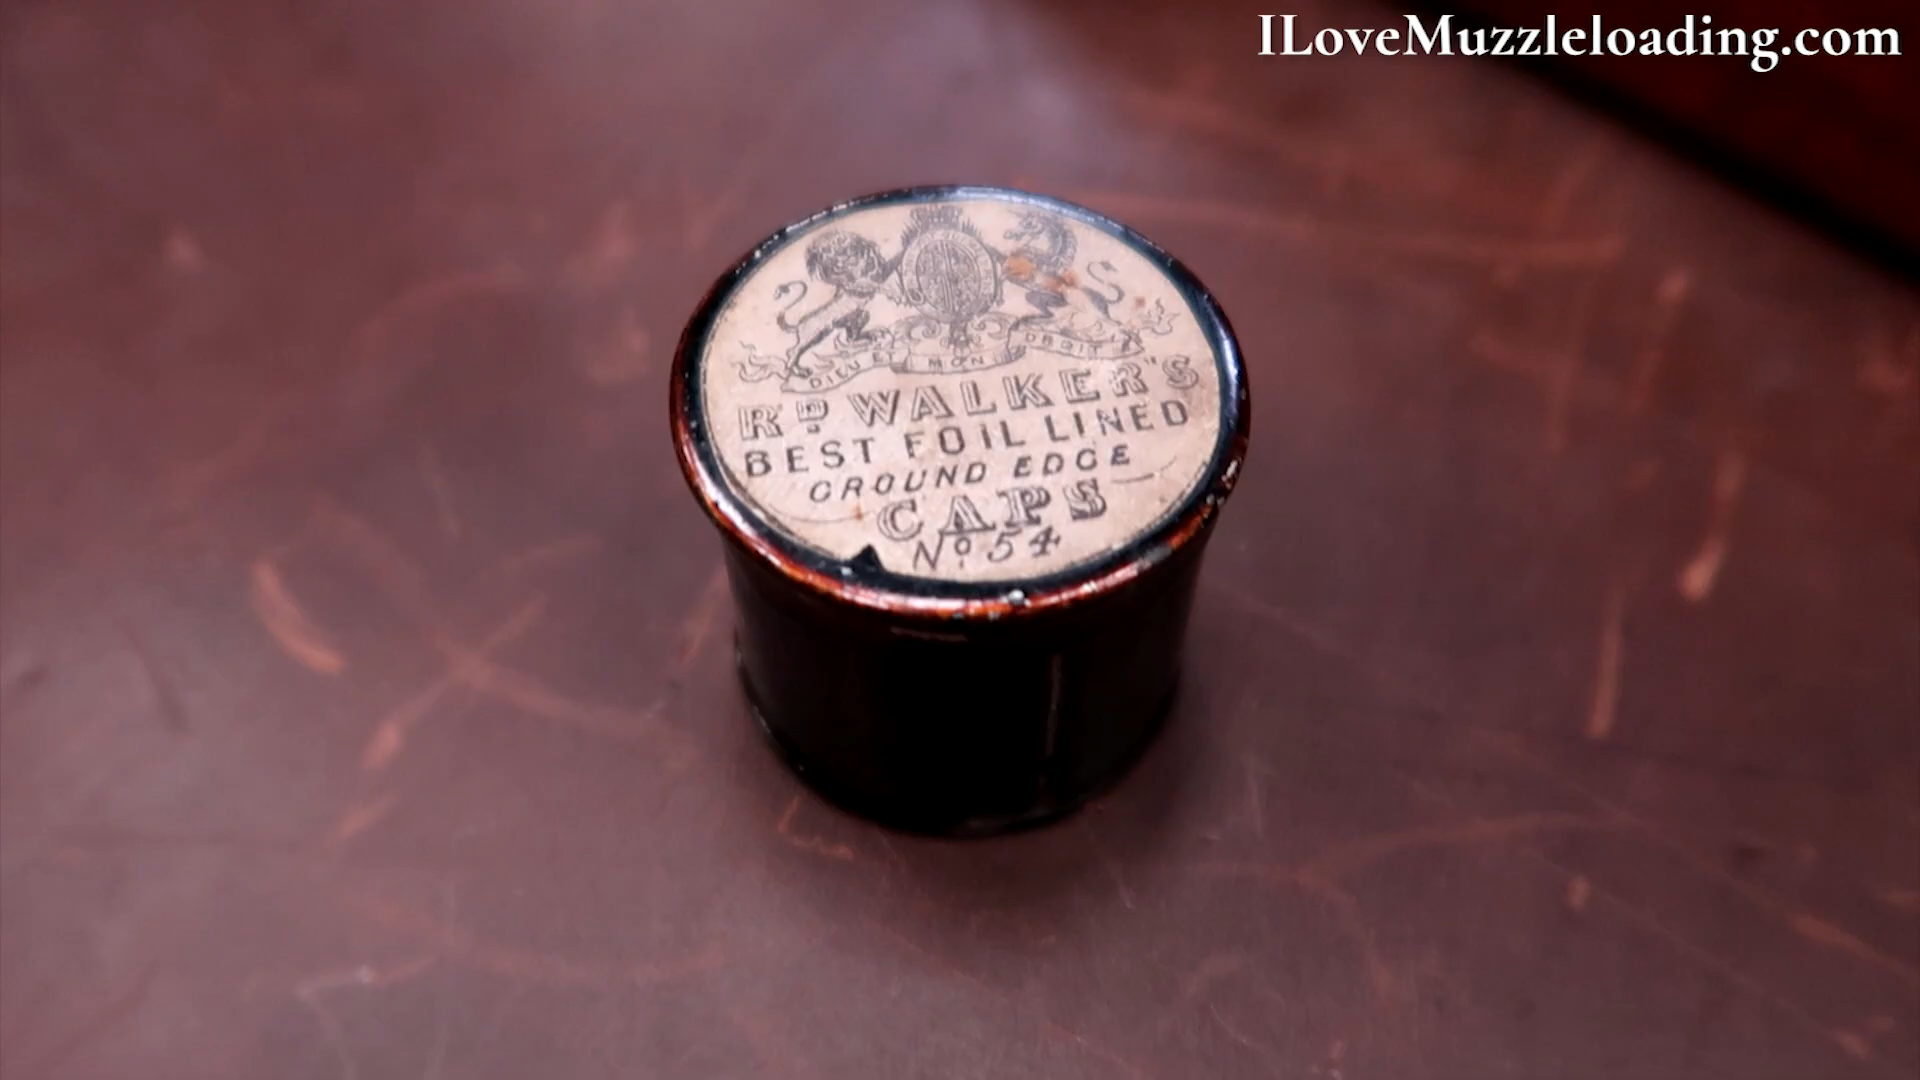 ILoveMuzzleloading.com
DIEU ET MON DROIT
RD WALKER'S
BEST FOIL LINED
GROUND EDGE
CAPS
No. 54